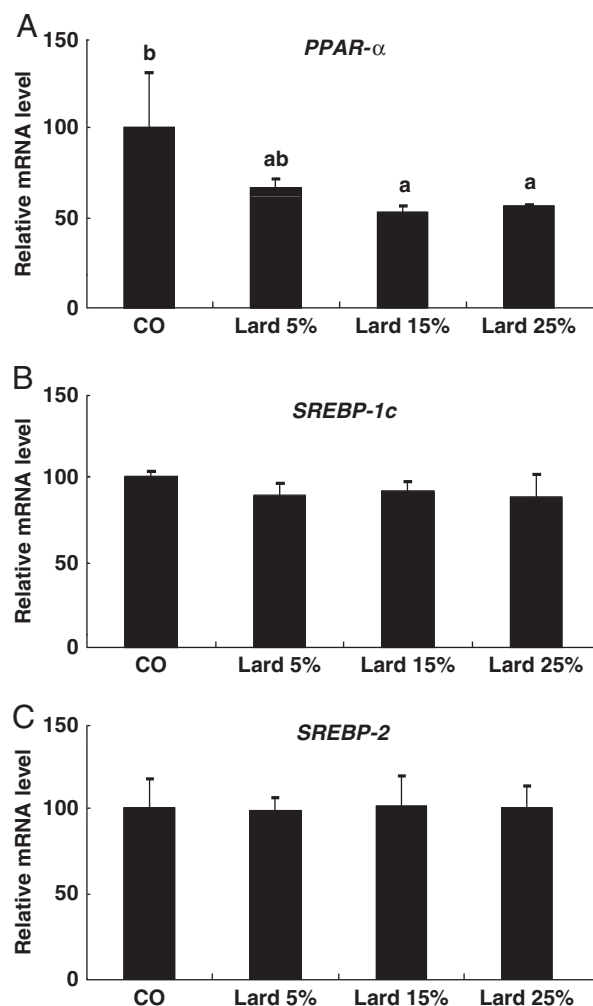 A
PPAR-α
Relative mRNA level
150
100
50
0
b
ab
a
a
CO
Lard 5%
Lard 15%
Lard 25%
B
SREBP-1c
Relative mRNA level
150
100
50
0
CO
Lard 5%
Lard 15%
Lard 25%
C
SREBP-2
Relative mRNA level
150
100
50
0
CO
Lard 5%
Lard 15%
Lard 25%